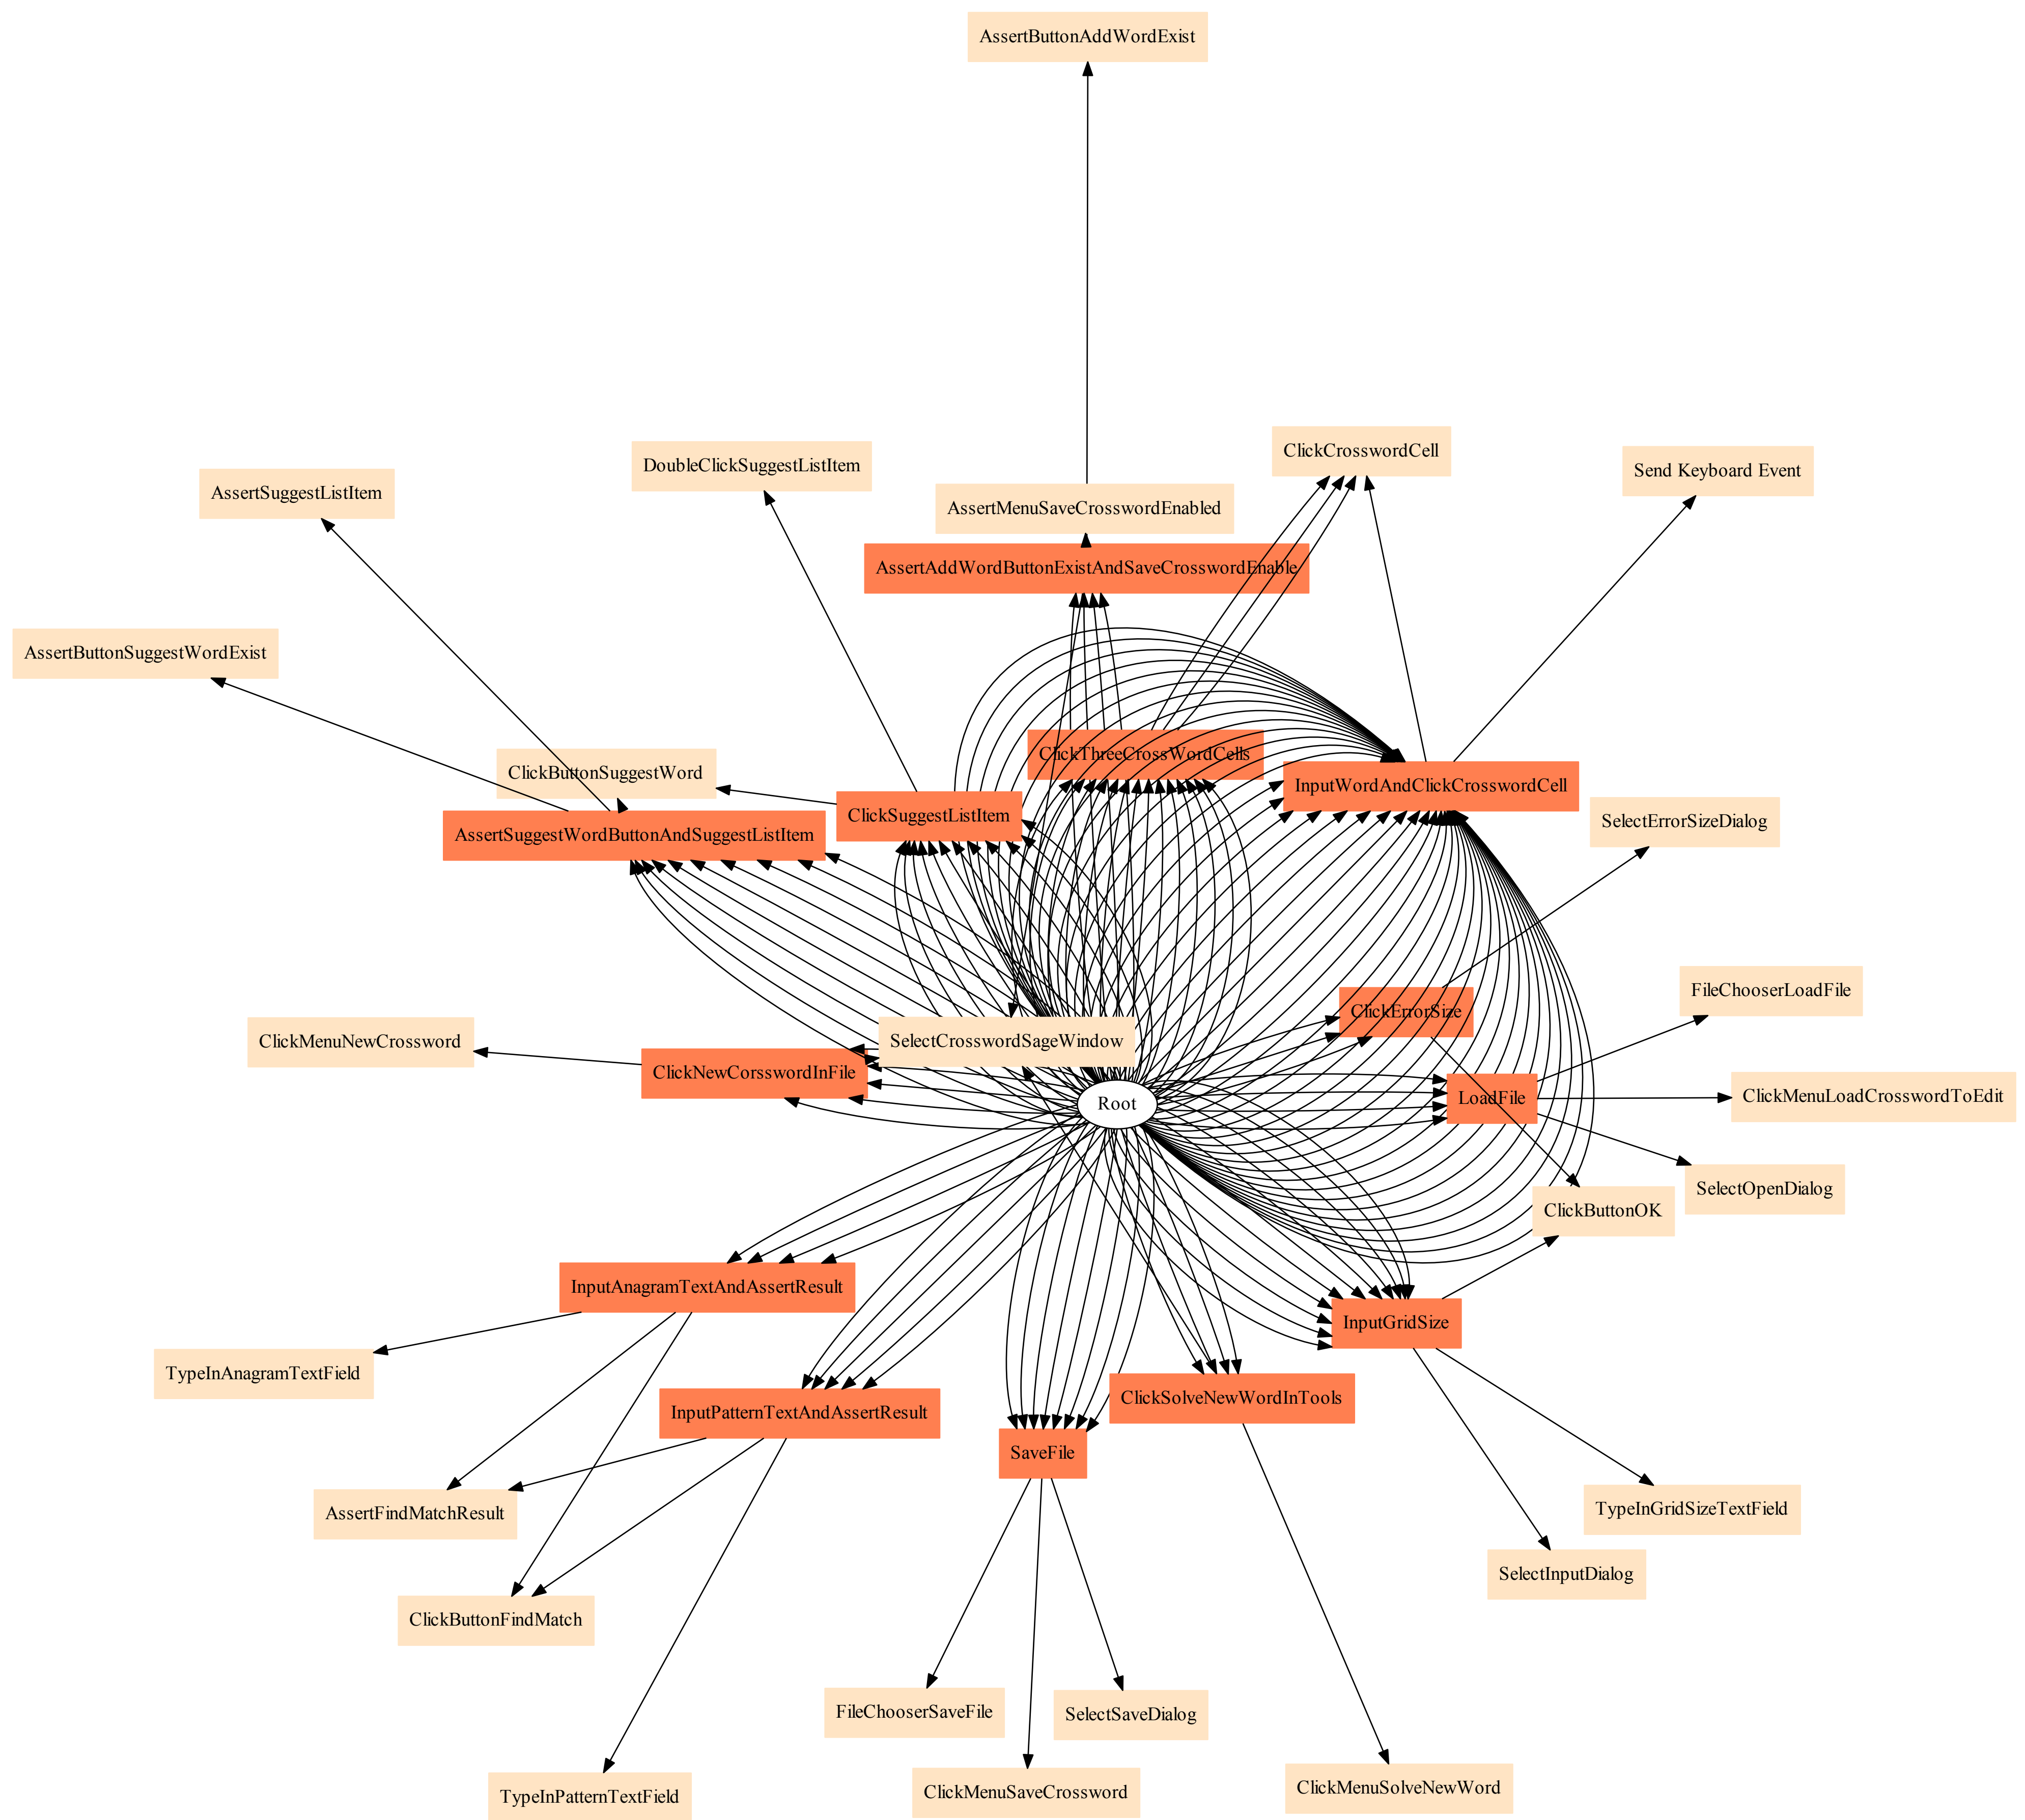 AssertButtonAddWordExist
ClickCrosswordCell
DoubleClickSuggestListItem
Send Keyboard Event
AssertSuggestListItem
AssertMenuSaveCrosswordEnabled
AssertAddWordButtonExistAndSaveCrosswordEnable
AssertButtonSuggestWordExist
ClickThreeCrossWordCells
ClickButtonSuggestWord
InputWordAndClickCrosswordCell
ClickSuggestListItem
SelectErrorSizeDialog
AssertSuggestWordButtonAndSuggestListItem
FileChooserLoadFile
ClickErrorSize
ClickMenuNewCrossword
SelectCrosswordSageWindow
ClickNewCorsswordInFile
ClickMenuLoadCrosswordToEdit
LoadFile
Root
SelectOpenDialog
ClickButtonOK
InputAnagramTextAndAssertResult
InputGridSize
TypeInAnagramTextField
ClickSolveNewWordInTools
InputPatternTextAndAssertResult
SaveFile
TypeInGridSizeTextField
AssertFindMatchResult
SelectInputDialog
ClickButtonFindMatch
FileChooserSaveFile
SelectSaveDialog
ClickMenuSolveNewWord
ClickMenuSaveCrossword
TypeInPatternTextField